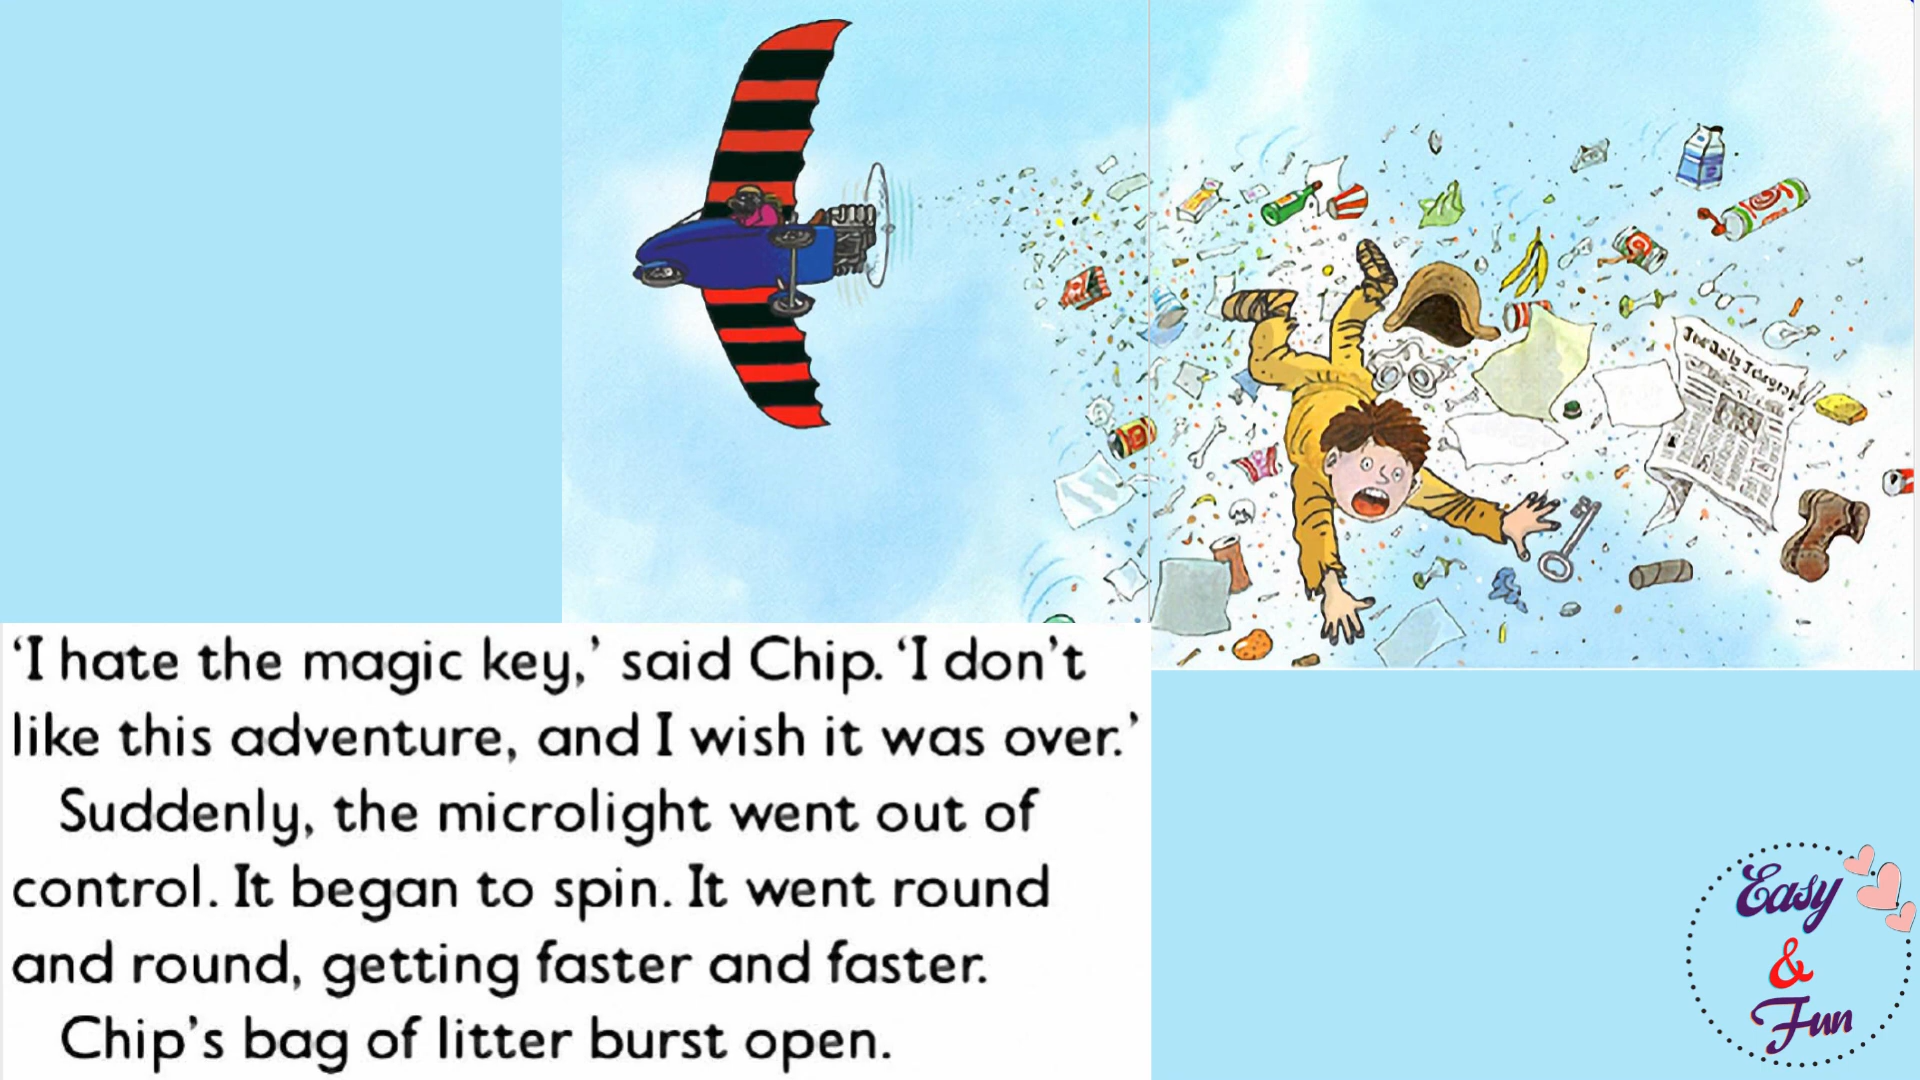 The Daily Telegraph
'I hate the magic key,' said Chip. 'I don't
like this adventure, and I wish it was over.'
Suddenly, the microlight went out of
control. It began to spin. It went round
and round, getting faster and faster.
Chip's bag of litter burst open.
Easy
&
Fun